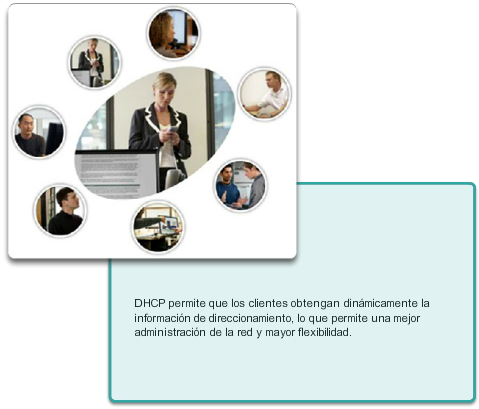 DHCP permite que los clientes obtengan dinámicamente la
información de direccionamiento, lo que permite una mejor
administración de la red y mayor flexibilidad.